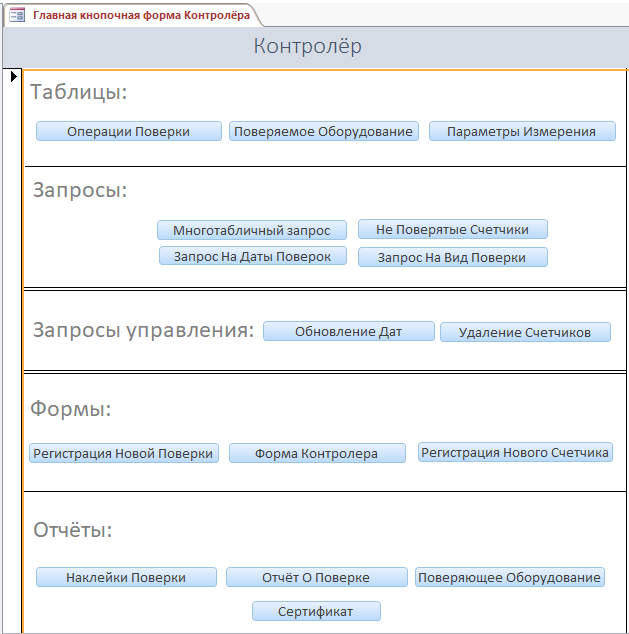 Главная кнопочная форма Контролёра
Контролёр
Таблицы:
Операции Поверки Поверяемое Оборудование Параметры Измерения
Запросы:
Многотабличный запрос Не Поверятые Счетчики
Запрос На Даты Поверок Запрос На Вид Поверки
Запросы управления: Обновление Дат Удаление Счетчиков
Формы:
Регистрация Новой Поверки Форма Контролера Регистрация Нового Счетчика
Отчёты:
Наклейки Поверки Отчёт О Поверке Поверяющее Оборудование
Сертификат